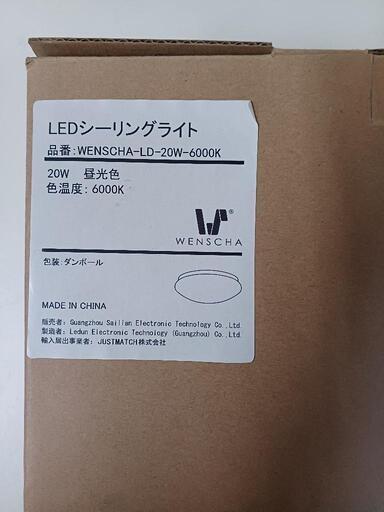 LEDシーリングライト
品番:WENSCHA-LD-20W-6000K
20W 昼光色
色温度:6000K
®
WENSCHA
包装:ダンボール
MADE IN CHINA
販売者:Guangzhou Sailian Electronic Technology Co.,Ltd.
製造者:Ledun Electronic Technology (Guangzhou) Co.,Ltd.
輸入届出事業者:JUSTMATCH株式会社